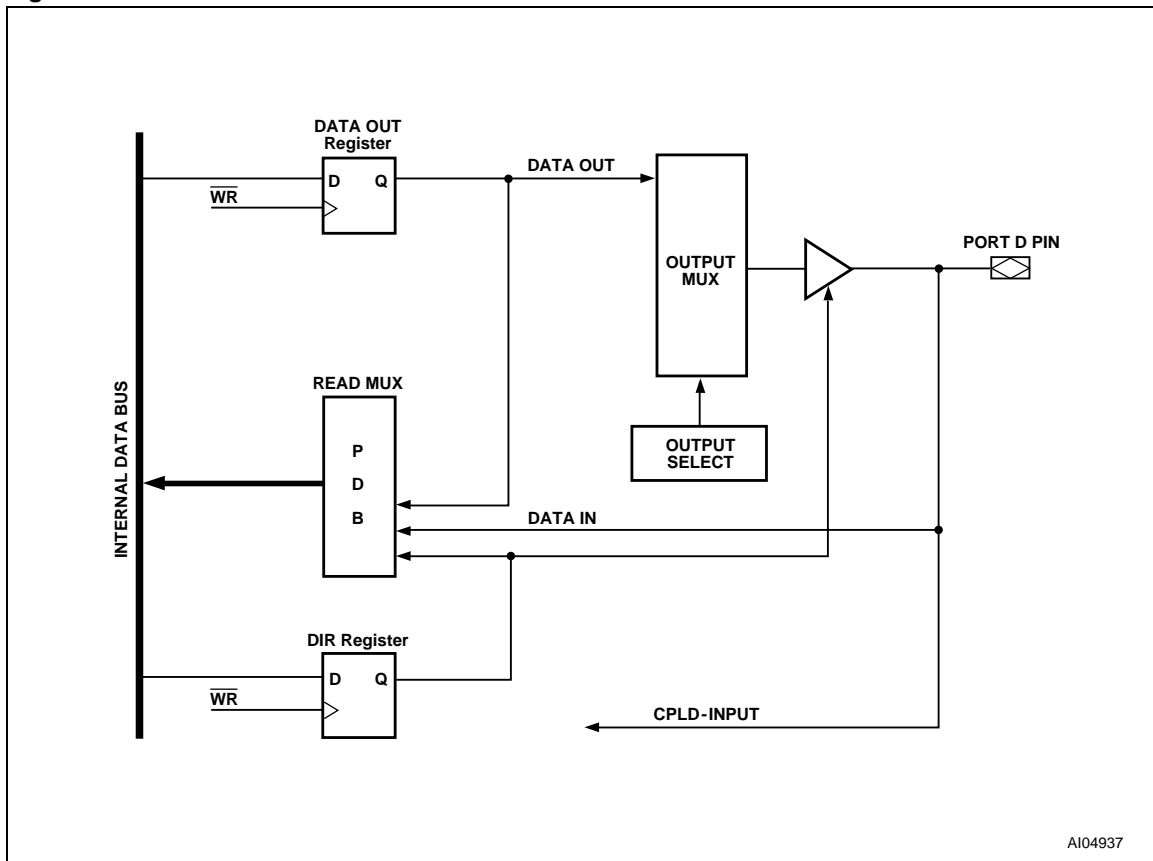 DATA OUT
Register
D Q
WR
DATA OUT
OUTPUT
MUX
PORT D PIN
INTERNAL DATA BUS
READ MUX
P
D
B
OUTPUT
SELECT
DATA IN
DIR Register
D Q
WR
CPLD-INPUT
AI04937